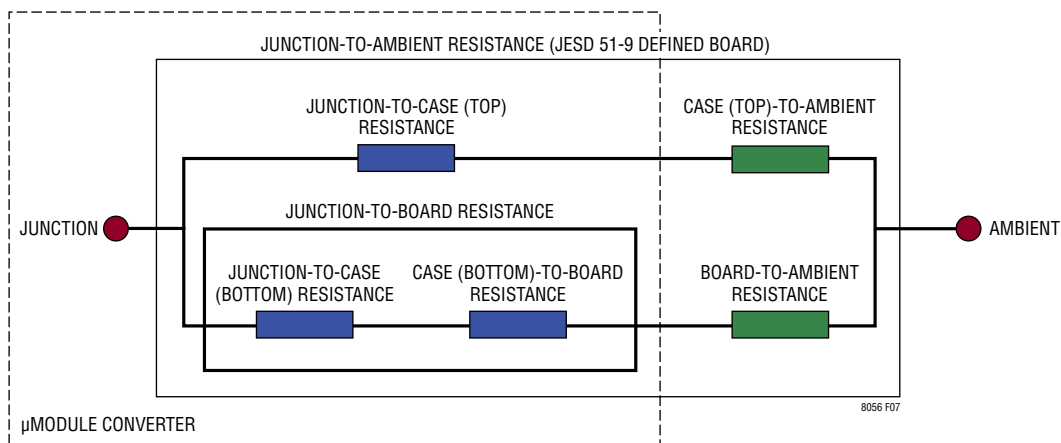 JUNCTION-TO-AMBIENT RESISTANCE (JESD 51-9 DEFINED BOARD)
JUNCTION-TO-CASE (TOP)
RESISTANCE
CASE (TOP)-TO-AMBIENT
RESISTANCE
JUNCTION
JUNCTION-TO-BOARD RESISTANCE
AMBIENT
JUNCTION-TO-CASE
(BOTTOM) RESISTANCE
CASE (BOTTOM)-TO-BOARD
RESISTANCE
BOARD-TO-AMBIENT
RESISTANCE
8056 F07
µMODULE CONVERTER